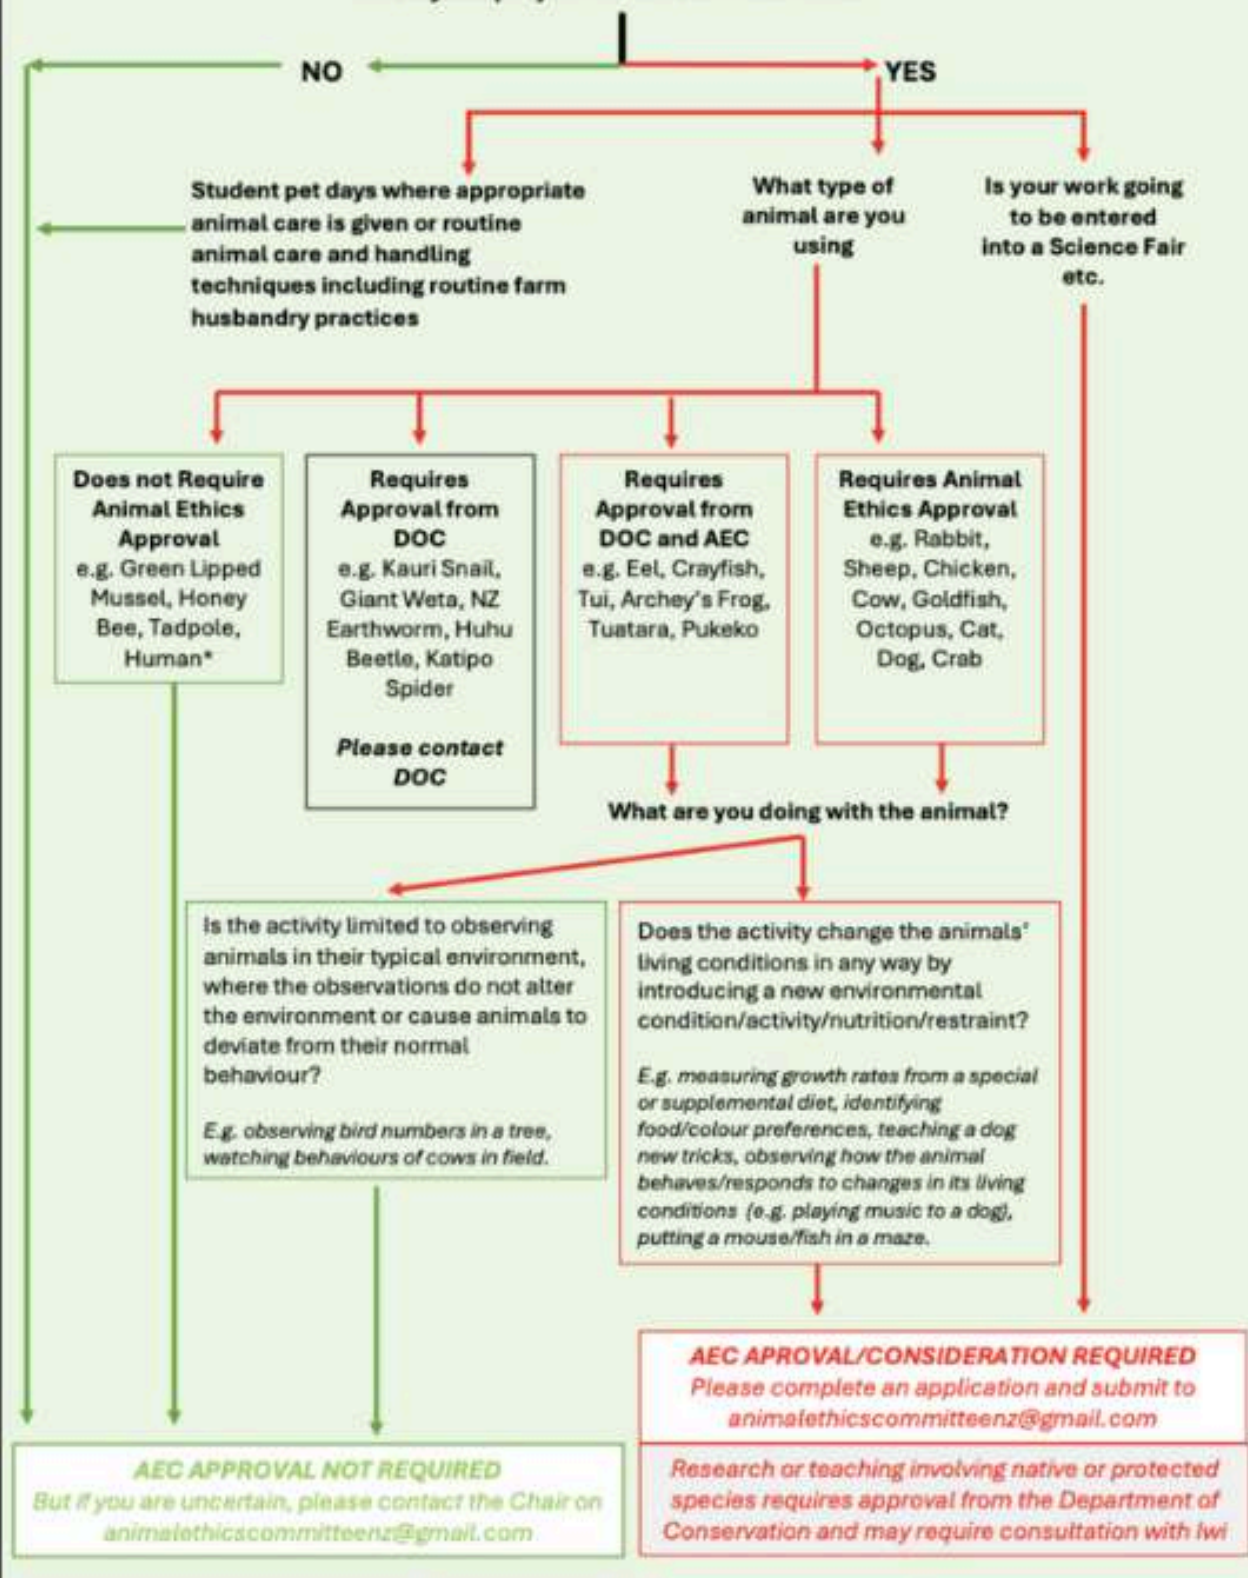 NO
YES
Student pet days where appropriate
animal care is given or routine
animal care and handling
techniques including routine farm
husbandry practices
What type of
animal are you
using
Is your work going
to be entered
into a Science Fair
etc.
Does not Require
Animal Ethics
Approval
e.g. Green Lipped
Mussel, Honey
Bee, Tadpole,
Human*
Requires
Approval from
DOC
e.g. Kauri Snail,
Giant Weta, NZ
Earthworm, Huhu
Beetle, Katipo
Spider
Please contact
DOC
Requires
Approval from
DOC and AEC
e.g. Eel, Crayfish,
Tui, Archey's Frog,
Tuatara, Pukeko
Requires Animal
Ethics Approval
e.g. Rabbit,
Sheep, Chicken,
Cow, Goldfish,
Octopus, Cat,
Dog, Crab
What are you doing with the animal?
Is the activity limited to observing
animals in their typical environment,
where the observations do not alter
the environment or cause animals to
deviate from their normal
behaviour?
E.g. observing bird numbers in a tree,
watching behaviours of cows in field.
Does the activity change the animals'
living conditions in any way by
introducing a new environmental
condition/activity/nutrition/restraint?
E.g. measuring growth rates from a special
or supplemental diet, identifying
food/colour preferences, teaching a dog
new tricks, observing how the animal
behaves/responds to changes in its living
conditions (e.g. playing music to a dog),
putting a mouse/fish in a maze.
AEC APROVAL/CONSIDERATION REQUIRED
Please complete an application and submit to
animalethicscommitteenz@gmail.com
Research or teaching involving native or protected
species requires approval from the Department of
Conservation and may require consultation with Iwi
AEC APPROVAL NOT REQUIRED
But if you are uncertain, please contact the Chair on
animalethicscommitteenz@gmail.com